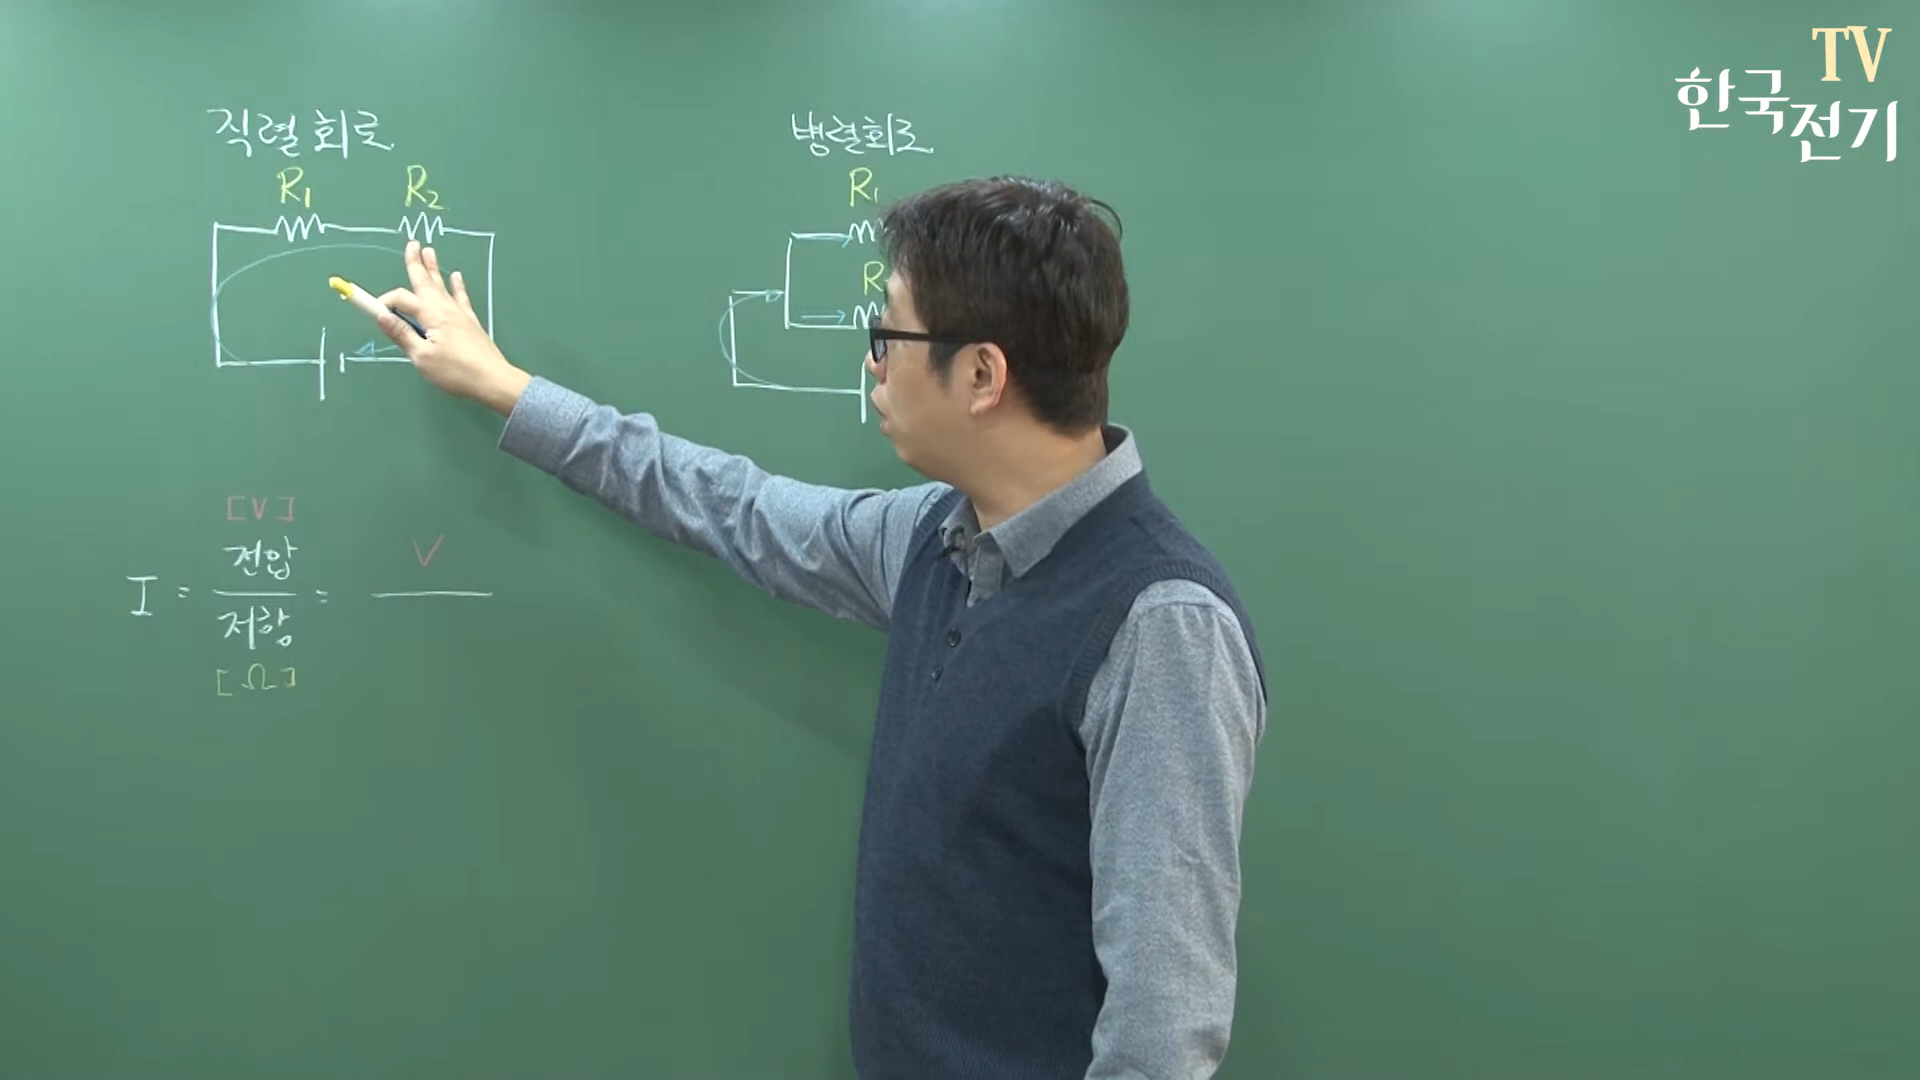 TV
한국전기
직렬회로
R₁ R₂
[V]
전압
I = ― = V
저항
[Ω]
병렬회로
R₁
R